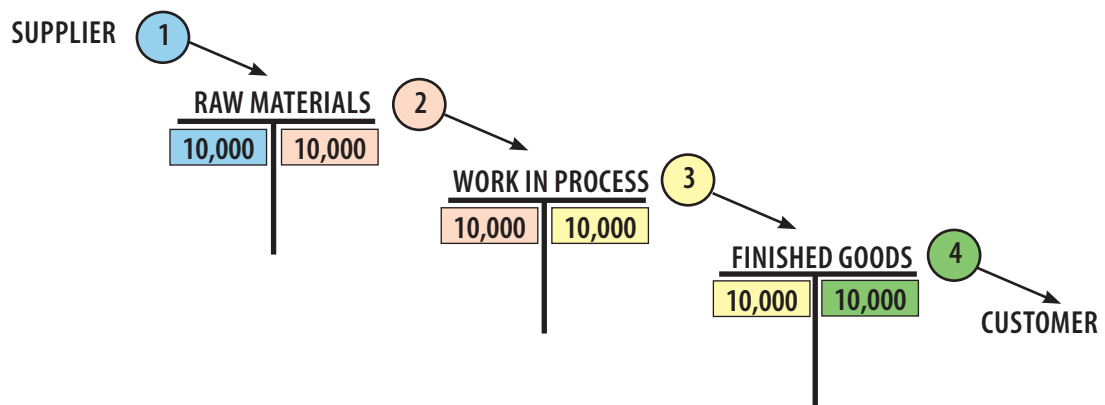 SUPPLIER 1
RAW MATERIALS 2
10,000 10,000
WORK IN PROCESS 3
10,000 10,000
FINISHED GOODS 4
10,000 10,000
CUSTOMER